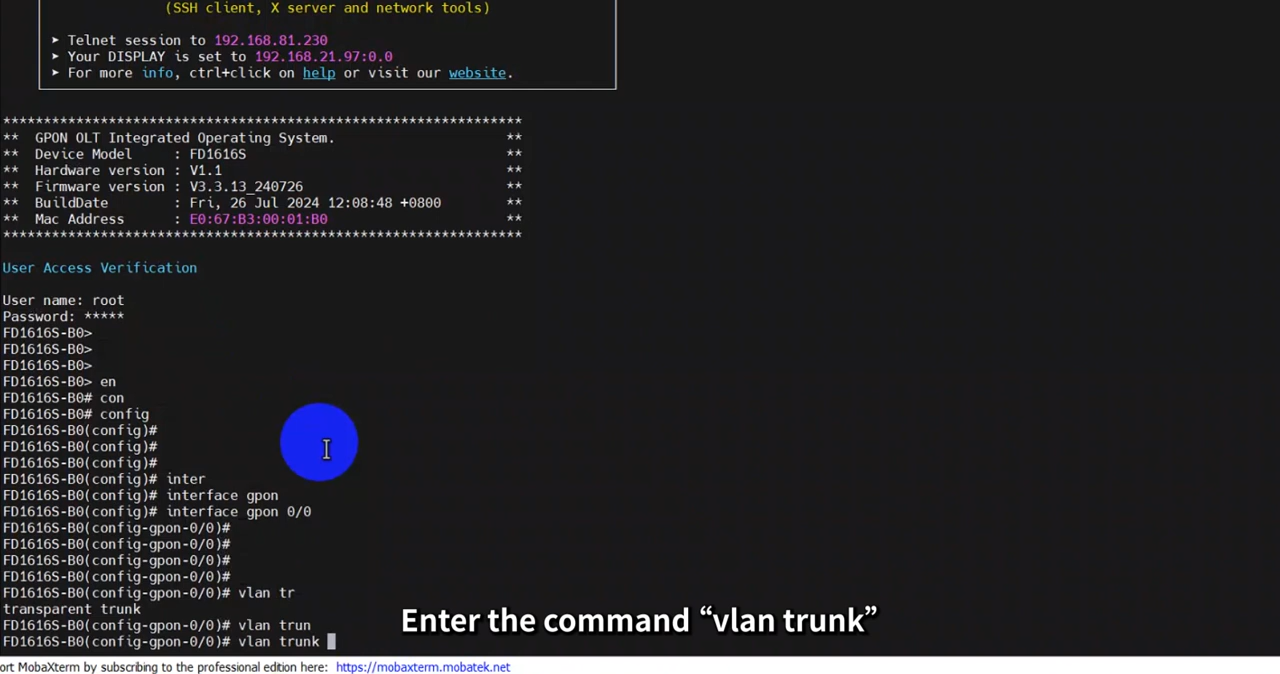 (SSH client, X server and network tools)
➤ Telnet session to 192.168.81.230
➤ Your DISPLAY is set to 192.168.21.97:0.0
➤ For more info, ctrl+click on help or visit our website.
***************************************************************
** GPON OLT Integrated Operating System. **
** Device Model : FD1616S **
** Hardware version : V1.1 **
** Firmware version : V3.3.13_240726 **
** BuildDate : Fri, 26 Jul 2024 12:08:48 +0800 **
** Mac Address : E0:67:B3:00:01:B0 **
***************************************************************
User Access Verification
User name: root
Password: *****
FD1616S-B0>
FD1616S-B0>
FD1616S-B0>
FD1616S-B0> en
FD1616S-B0# con
FD1616S-B0# config
FD1616S-B0(config)#
FD1616S-B0(config)#
FD1616S-B0(config)#
FD1616S-B0(config)# inter
FD1616S-B0(config)# interface gpon
FD1616S-B0(config)# interface gpon 0/0
FD1616S-B0(config-gpon-0/0)#
FD1616S-B0(config-gpon-0/0)#
FD1616S-B0(config-gpon-0/0)#
FD1616S-B0(config-gpon-0/0)#
FD1616S-B0(config-gpon-0/0)# vlan tr
transparent trunk
FD1616S-B0(config-gpon-0/0)# vlan trun
FD1616S-B0(config-gpon-0/0)# vlan trunk
Enter the command “vlan trunk”
ort MobaXterm by subscribing to the professional edition here: https://mobaxterm.mobatek.net